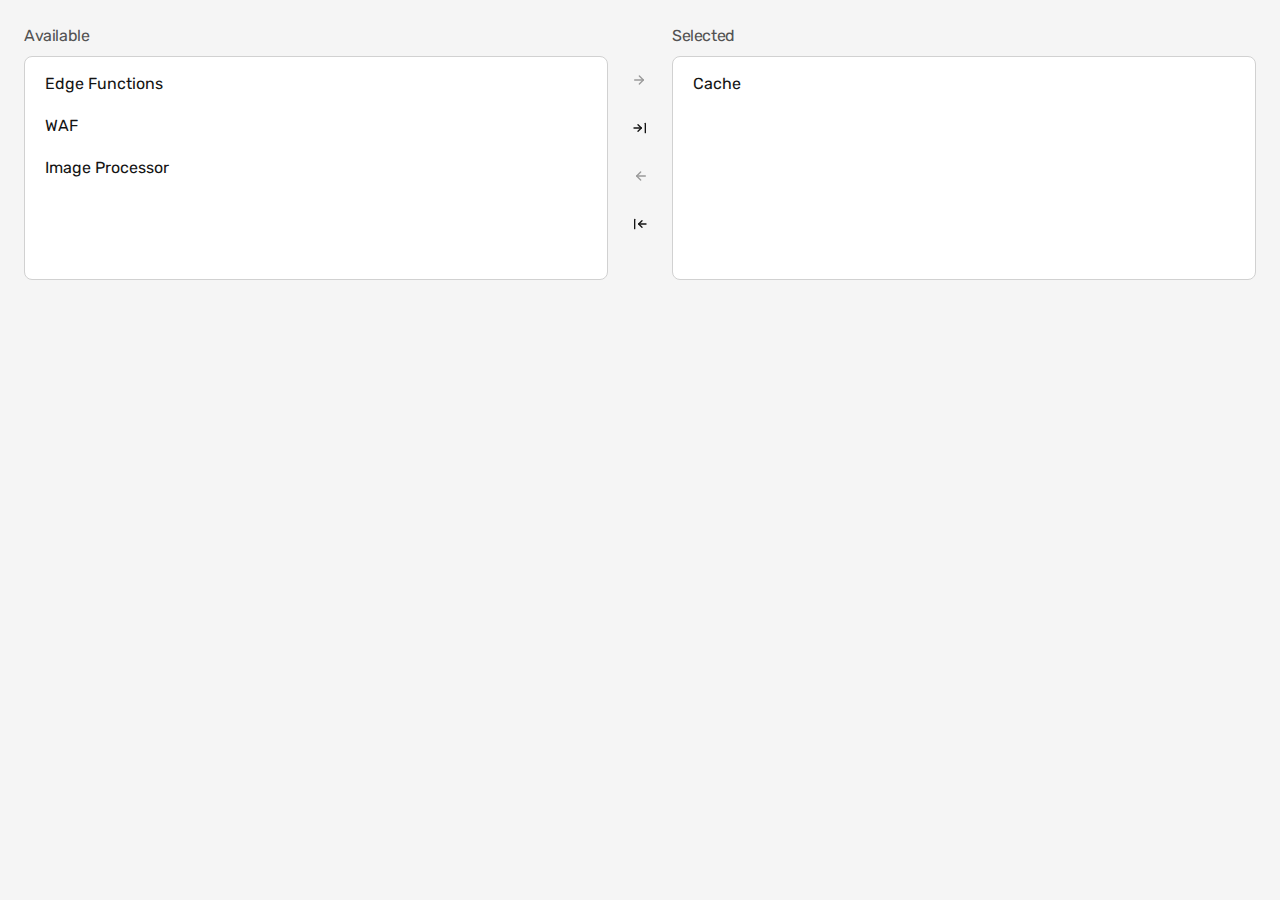 Available
Edge Functions
WAF
Image Processor
Selected
Cache